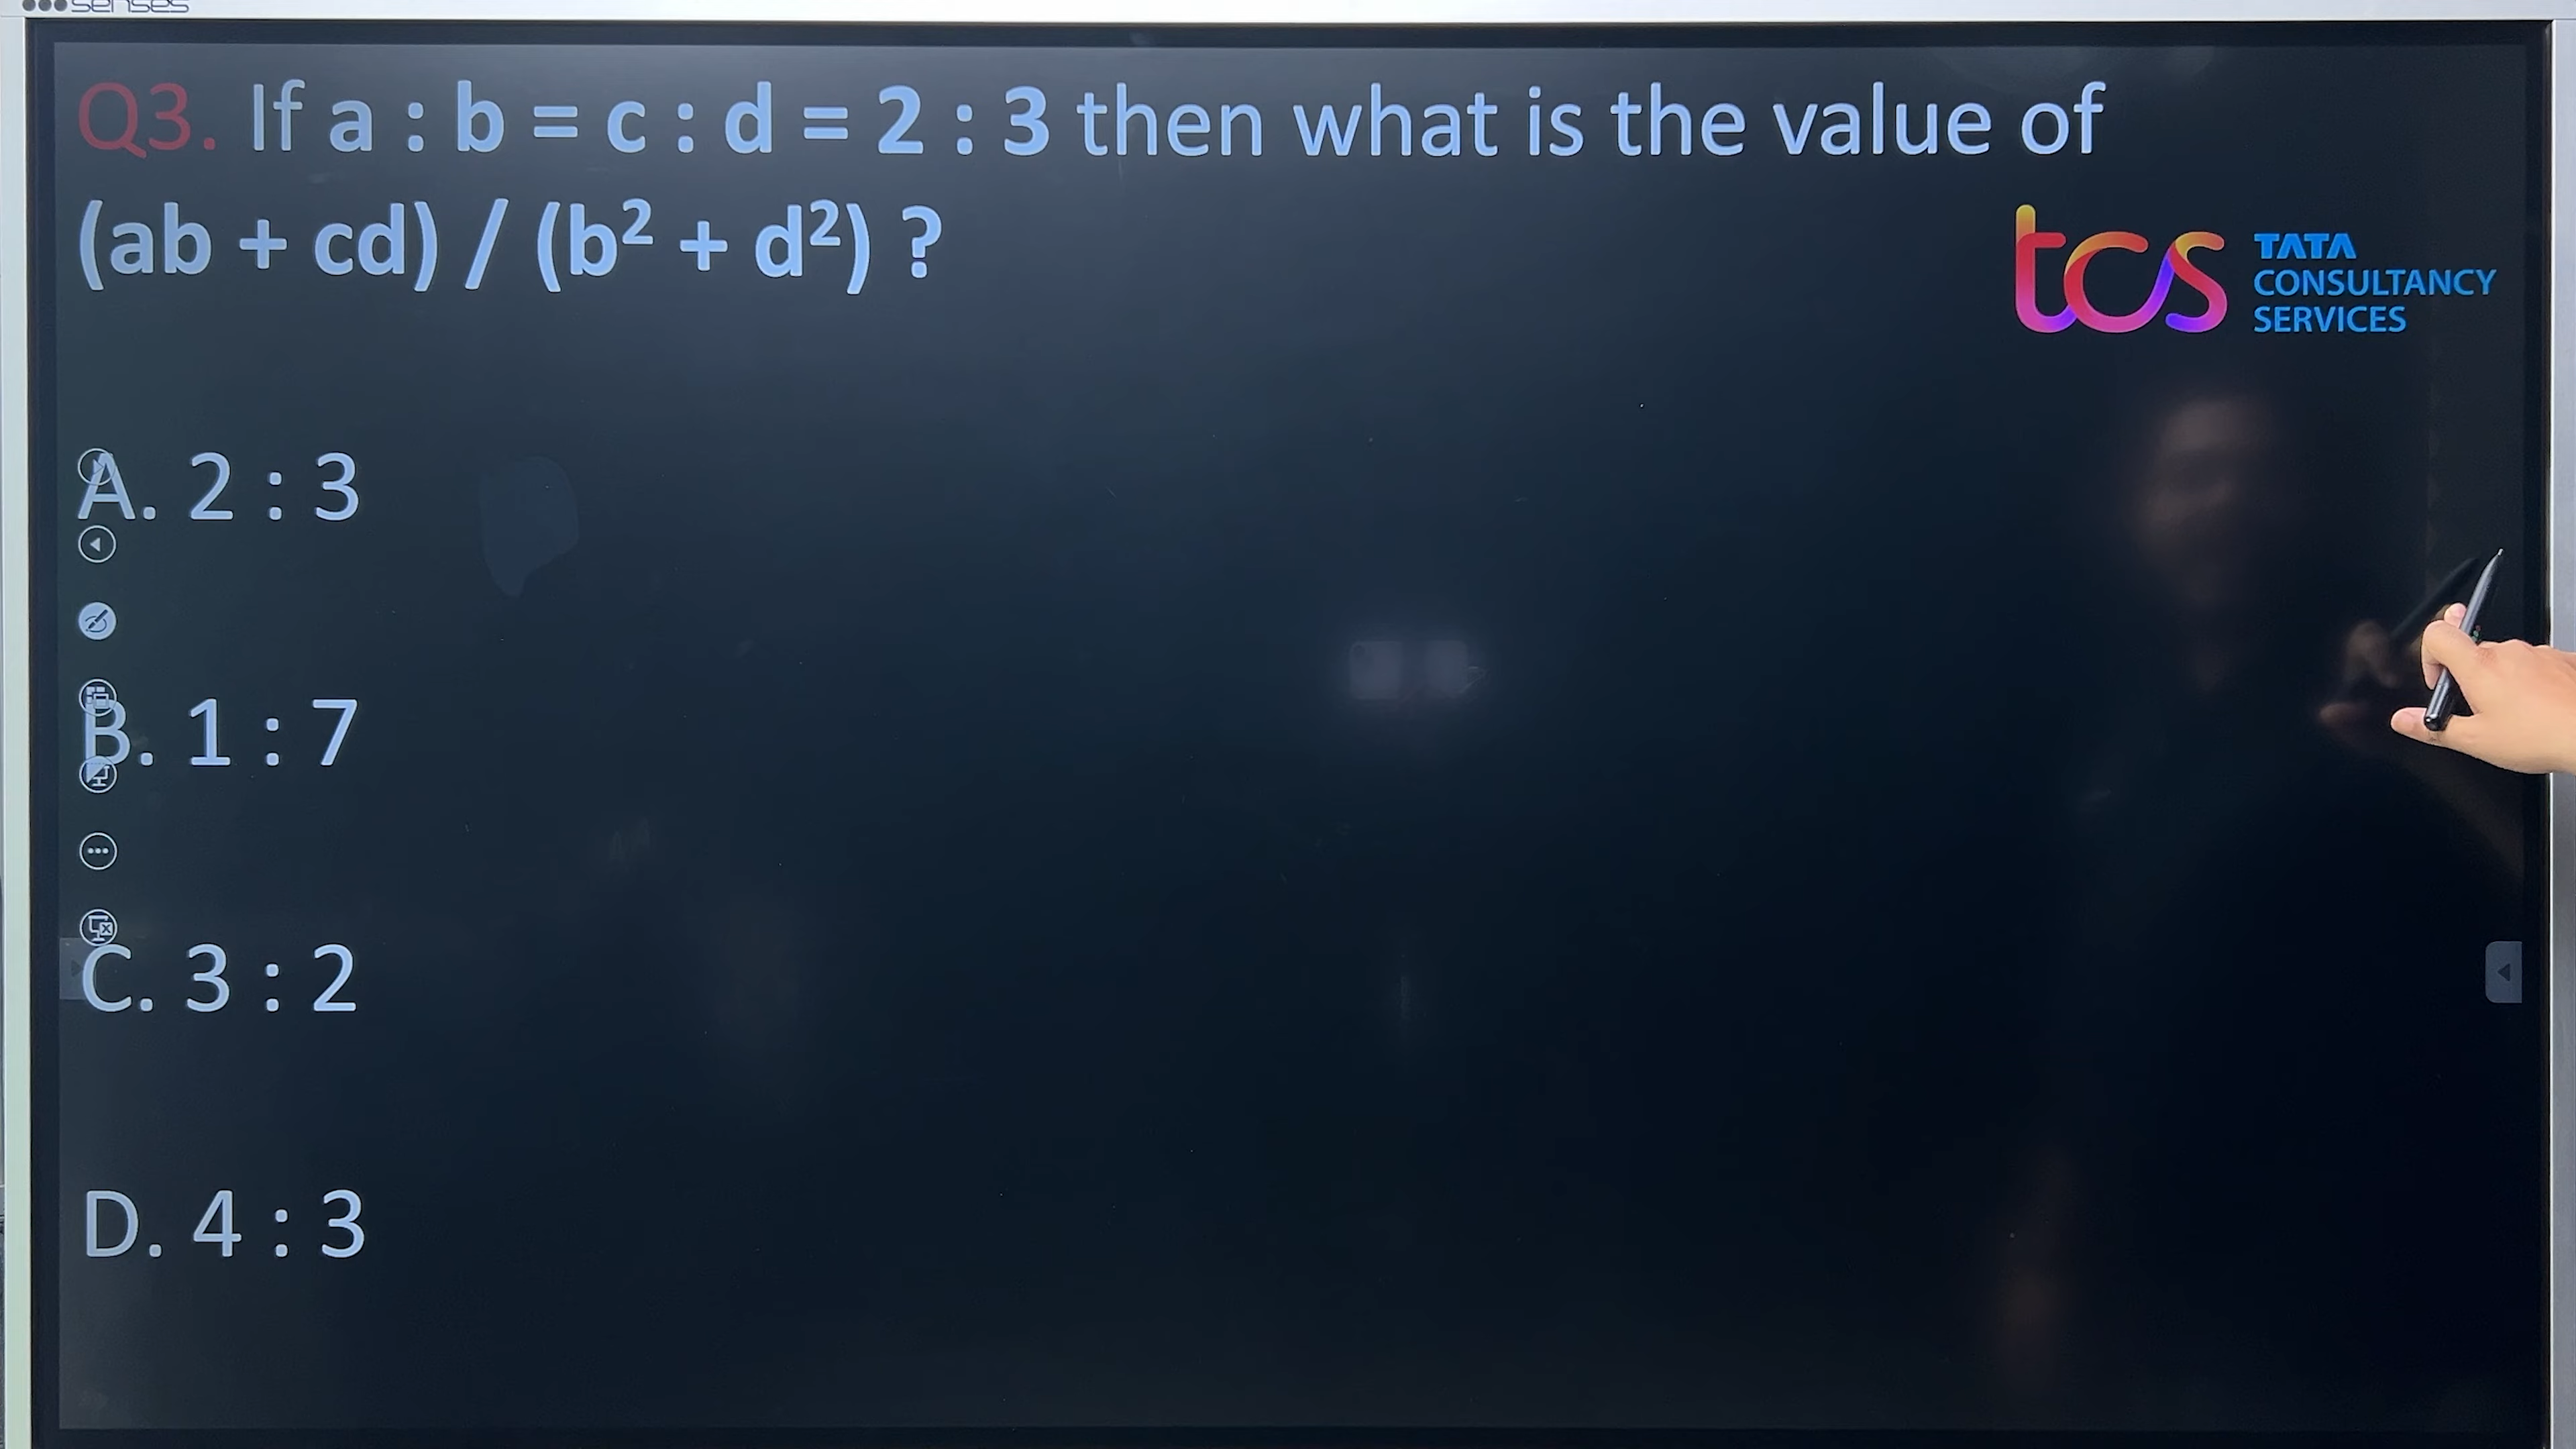 senses
Q3. If a : b = c : d = 2 : 3 then what is the value of
(ab + cd) / (b² + d²) ?
tcs TATA
CONSULTANCY
SERVICES
A. 2 : 3
B. 1 : 7
C. 3 : 2
D. 4 : 3